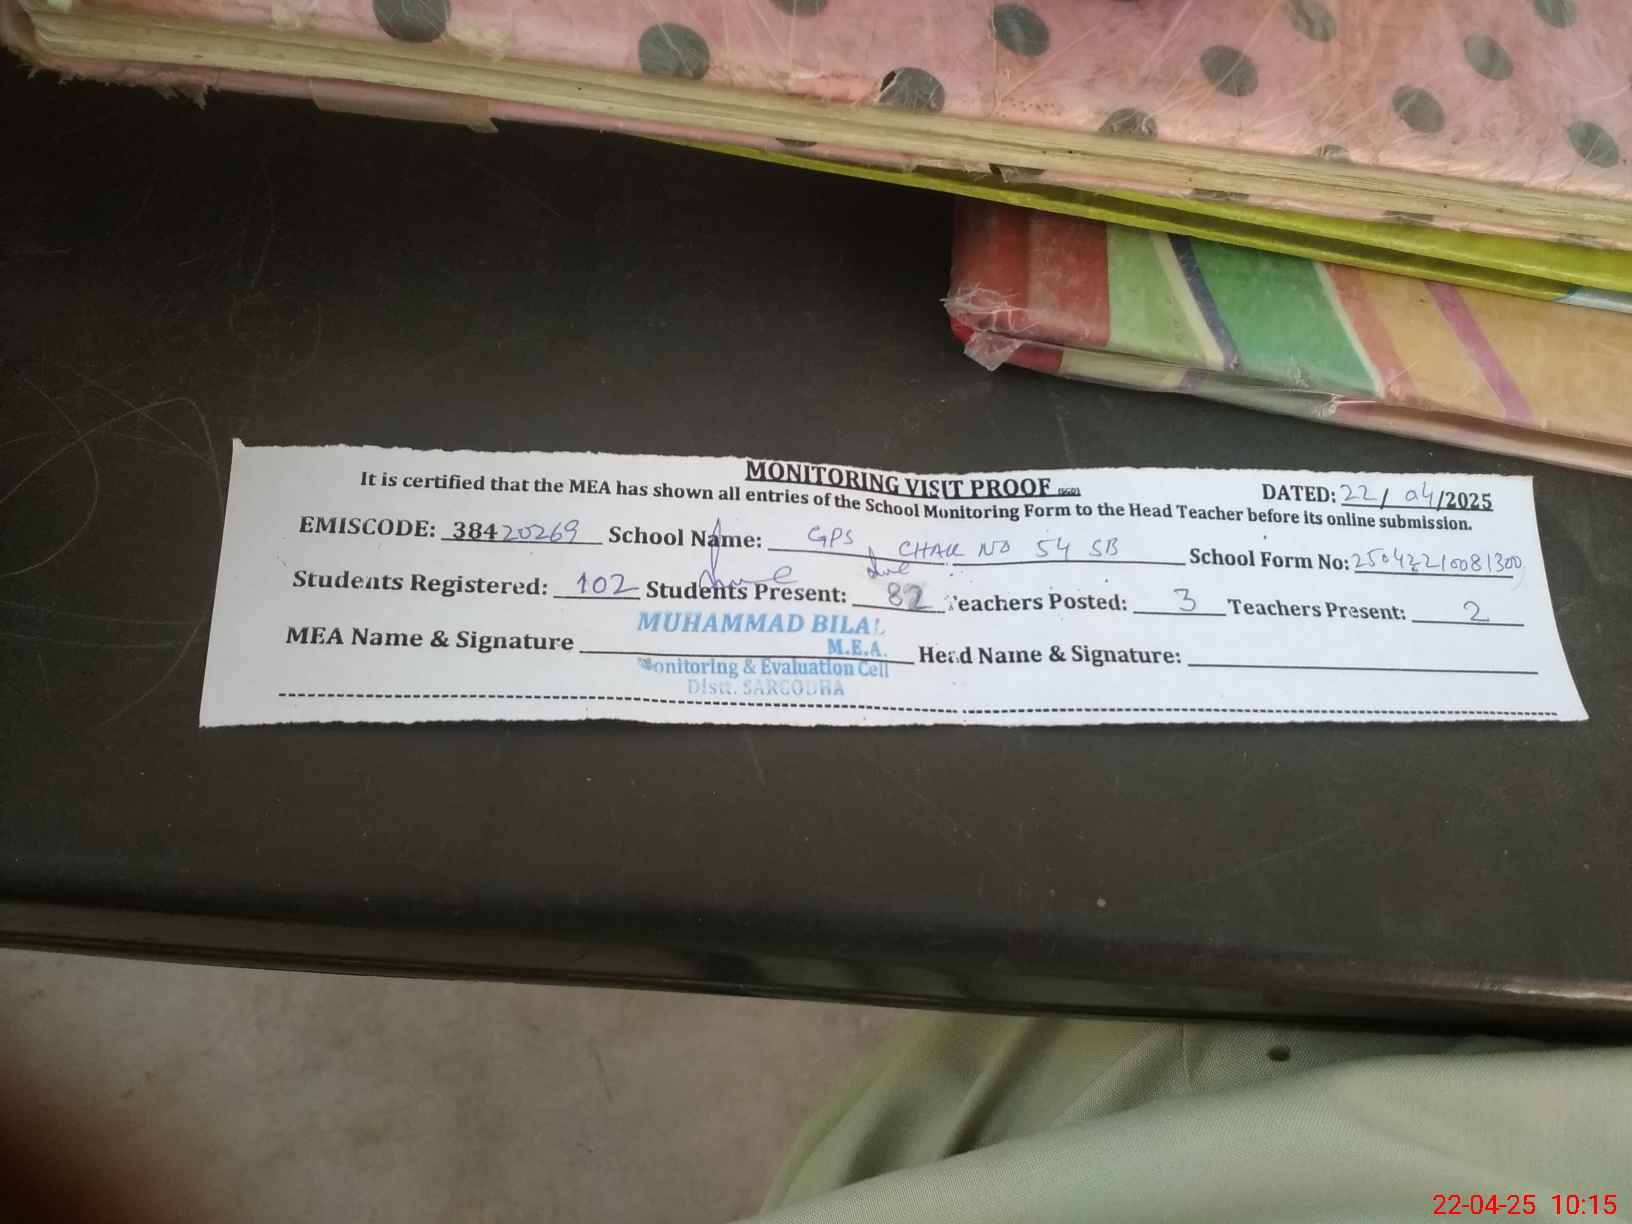 MONITORING VISIT PROOF (SGD)
DATED: 22/04/2025
It is certified that the MEA has shown all entries of the School Monitoring Form to the Head Teacher before its online submission.
EMISCODE: 38420269 School Name: GPS CHAK NO 54 SB School Form No:
Students Registered: 102 Students Present: 82 Teachers Posted: 3 Teachers Present: 2
MEA Name & Signature Head Name & Signature:
MUHAMMAD BILAL
M.E.A.
Monitoring & Evaluation Cell
Distt. SARGODHA
22-04-25 10:15